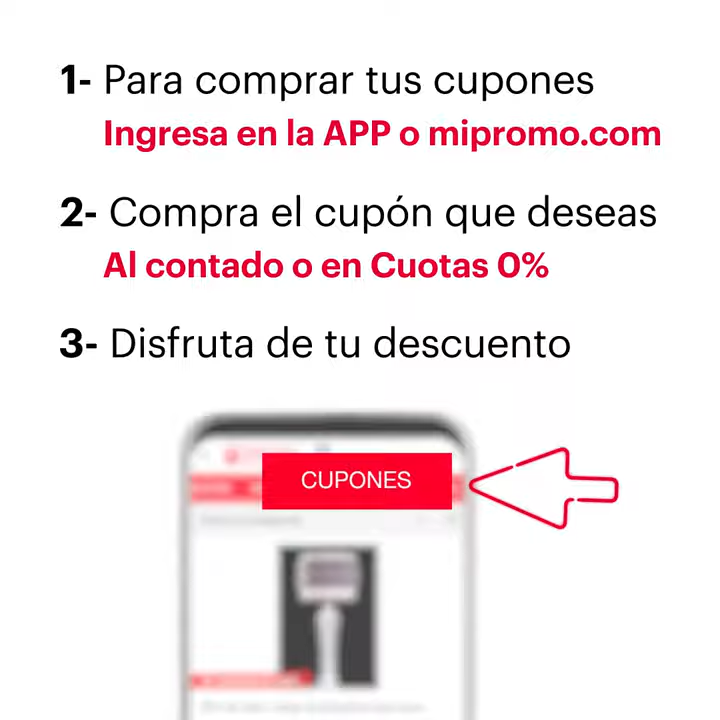 1- Para comprar tus cupones
Ingresa en la APP o mipromo.com
2- Compra el cupón que deseas
Al contado o en Cuotas 0%
3- Disfruta de tu descuento
CUPONES